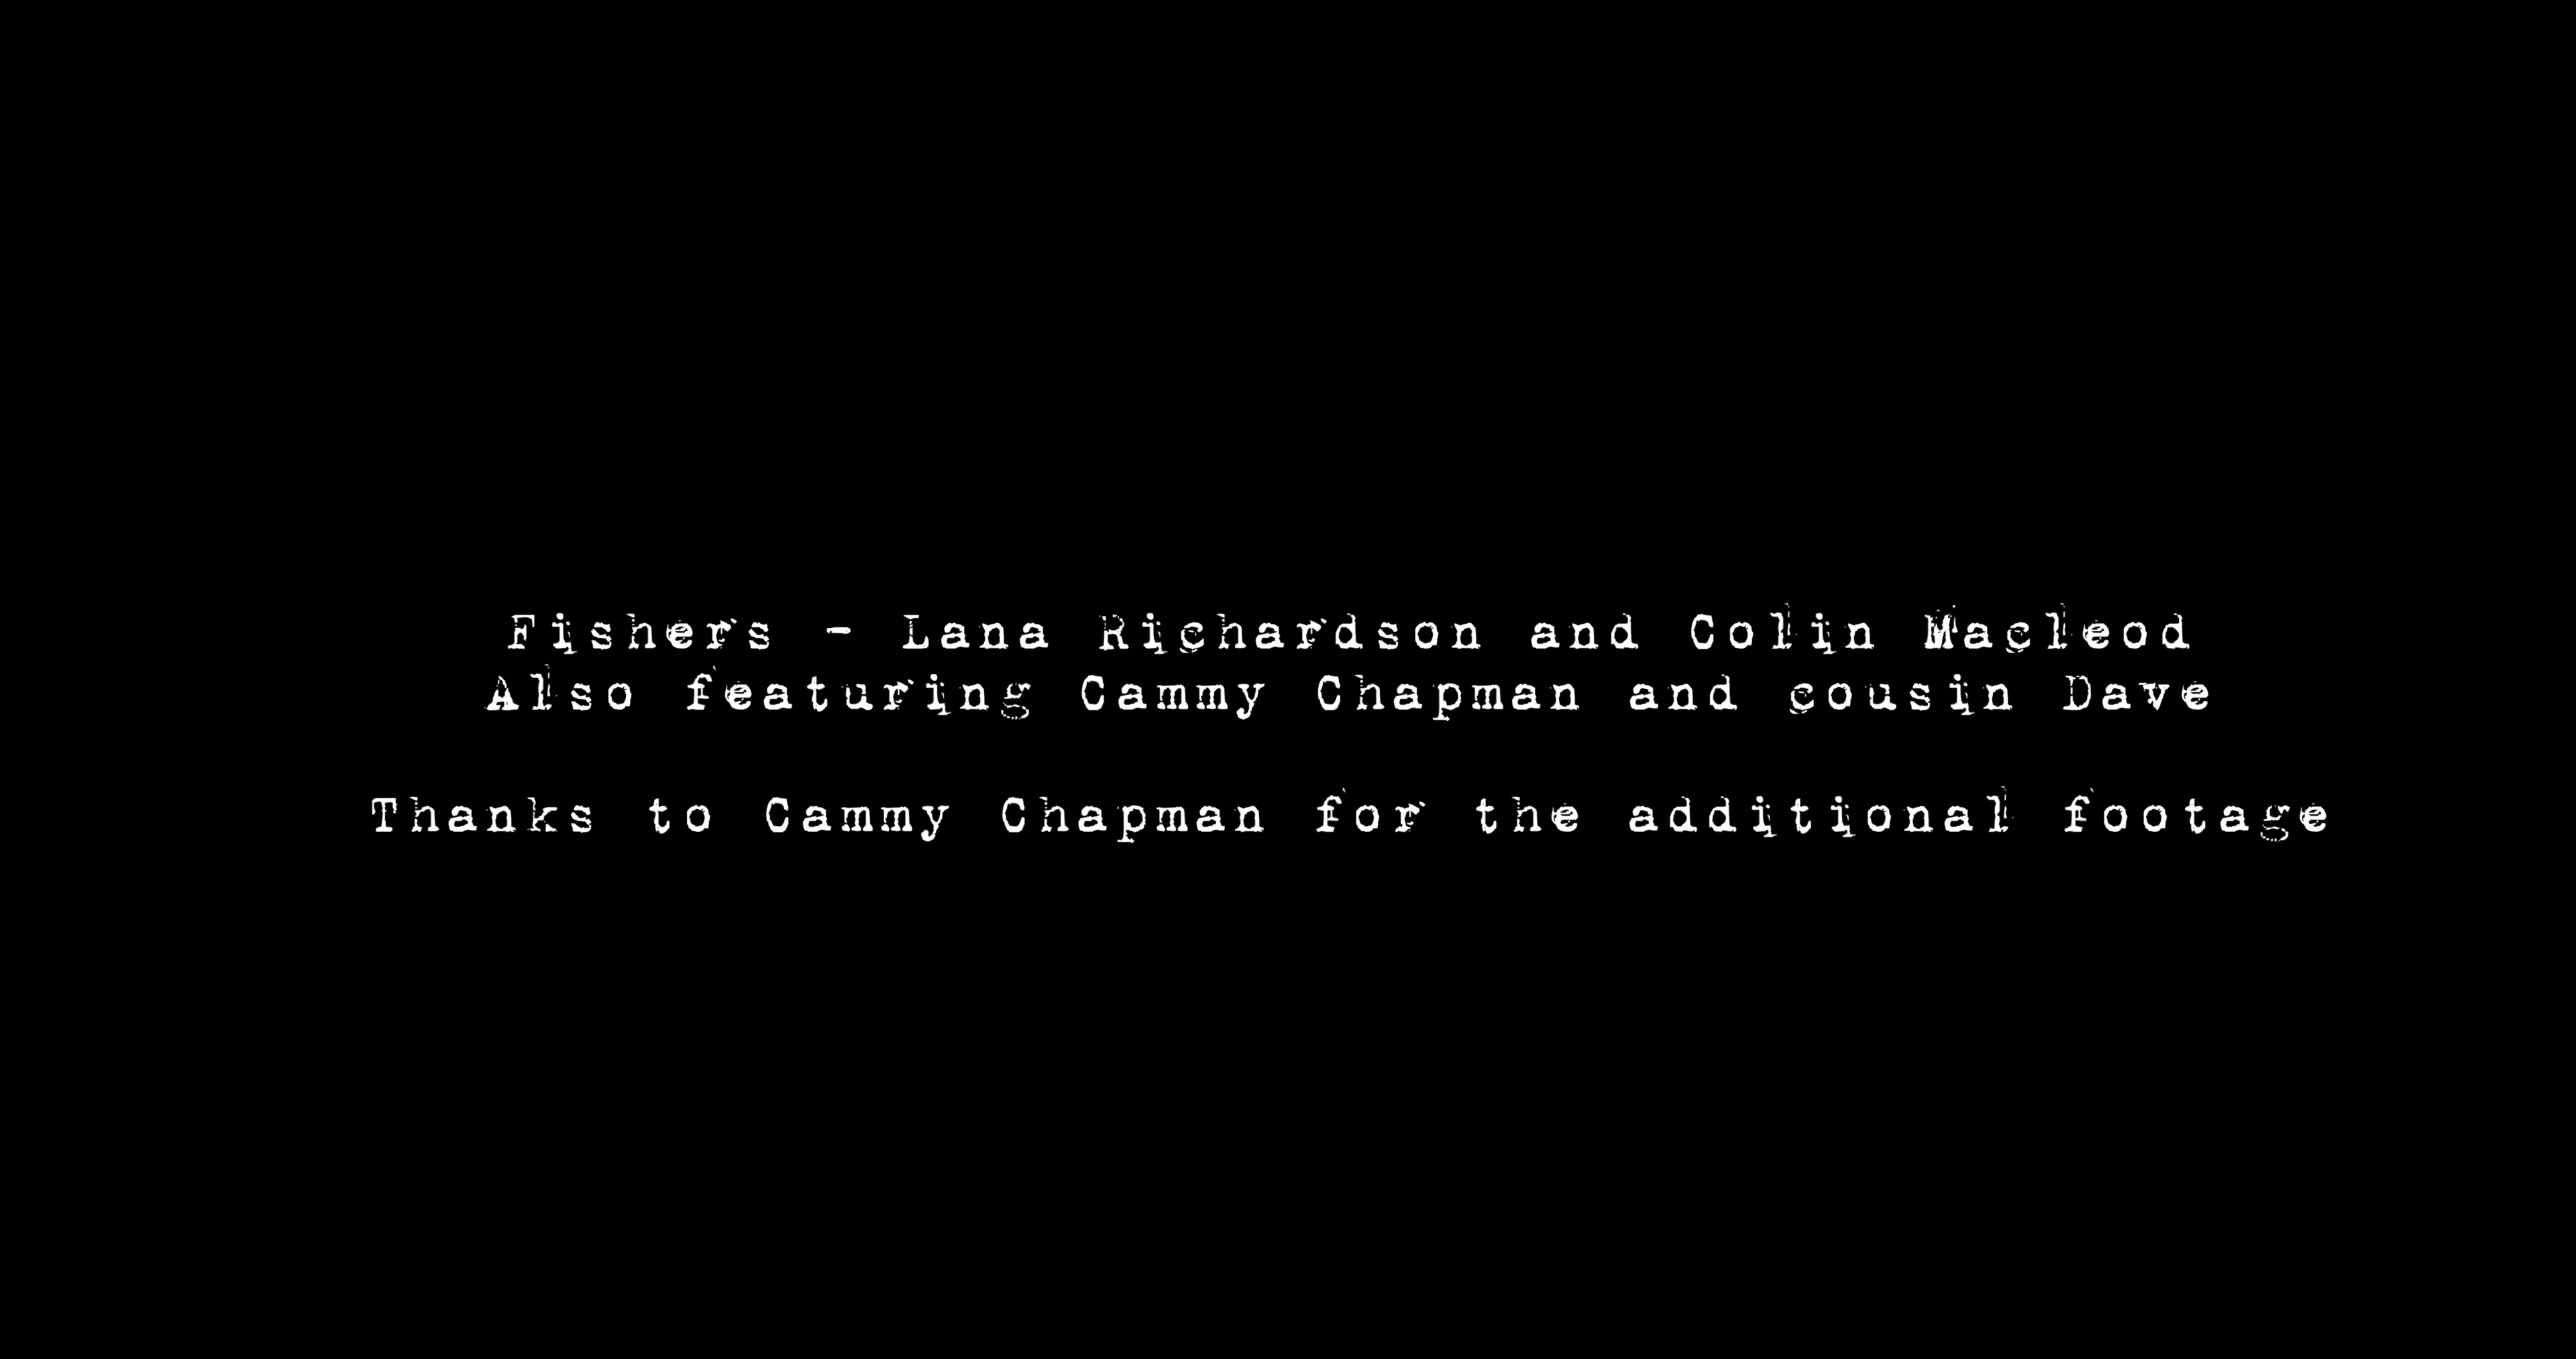 Fishers - Lana Richardson and Colin Macleod
Also featuring Cammy Chapman and cousin Dave
Thanks to Cammy Chapman for the additional footage